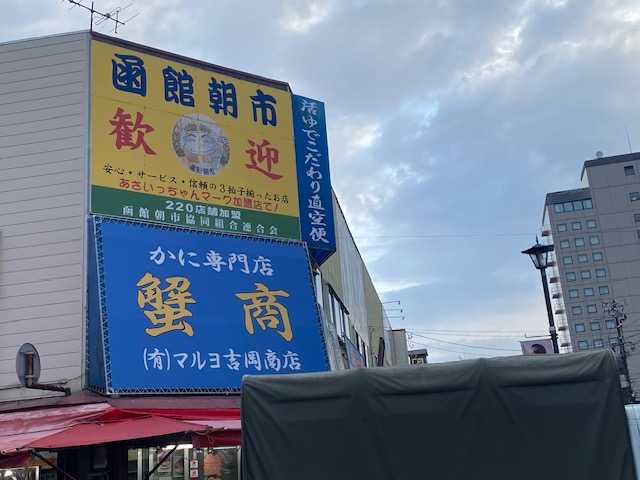 函館朝市
歓迎
安心・サービス・信頼の3拍子揃ったお店
あさいっちゃんマーク加盟店で!
220店舗加盟
函館朝市協同組合連合会
活ゆでこだわり直室便
かに専門店
蟹商
(有)マルヨ吉岡商店